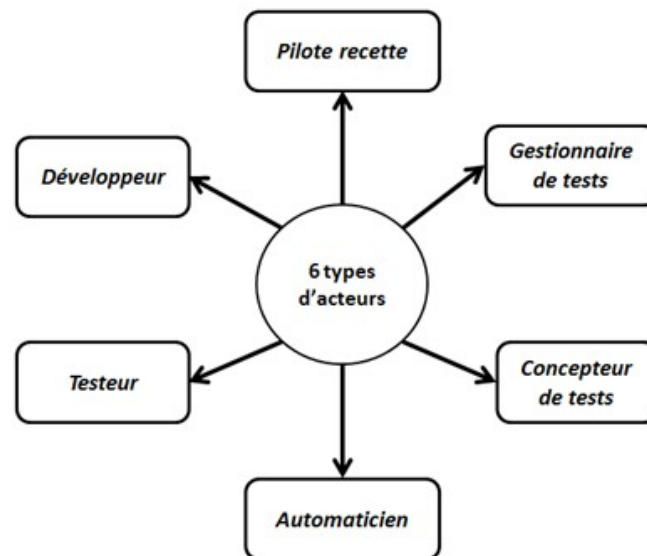 Pilote recette
Développeur
Gestionnaire
de tests
6 types
d’acteurs
Testeur
Concepteur
de tests
Automaticien